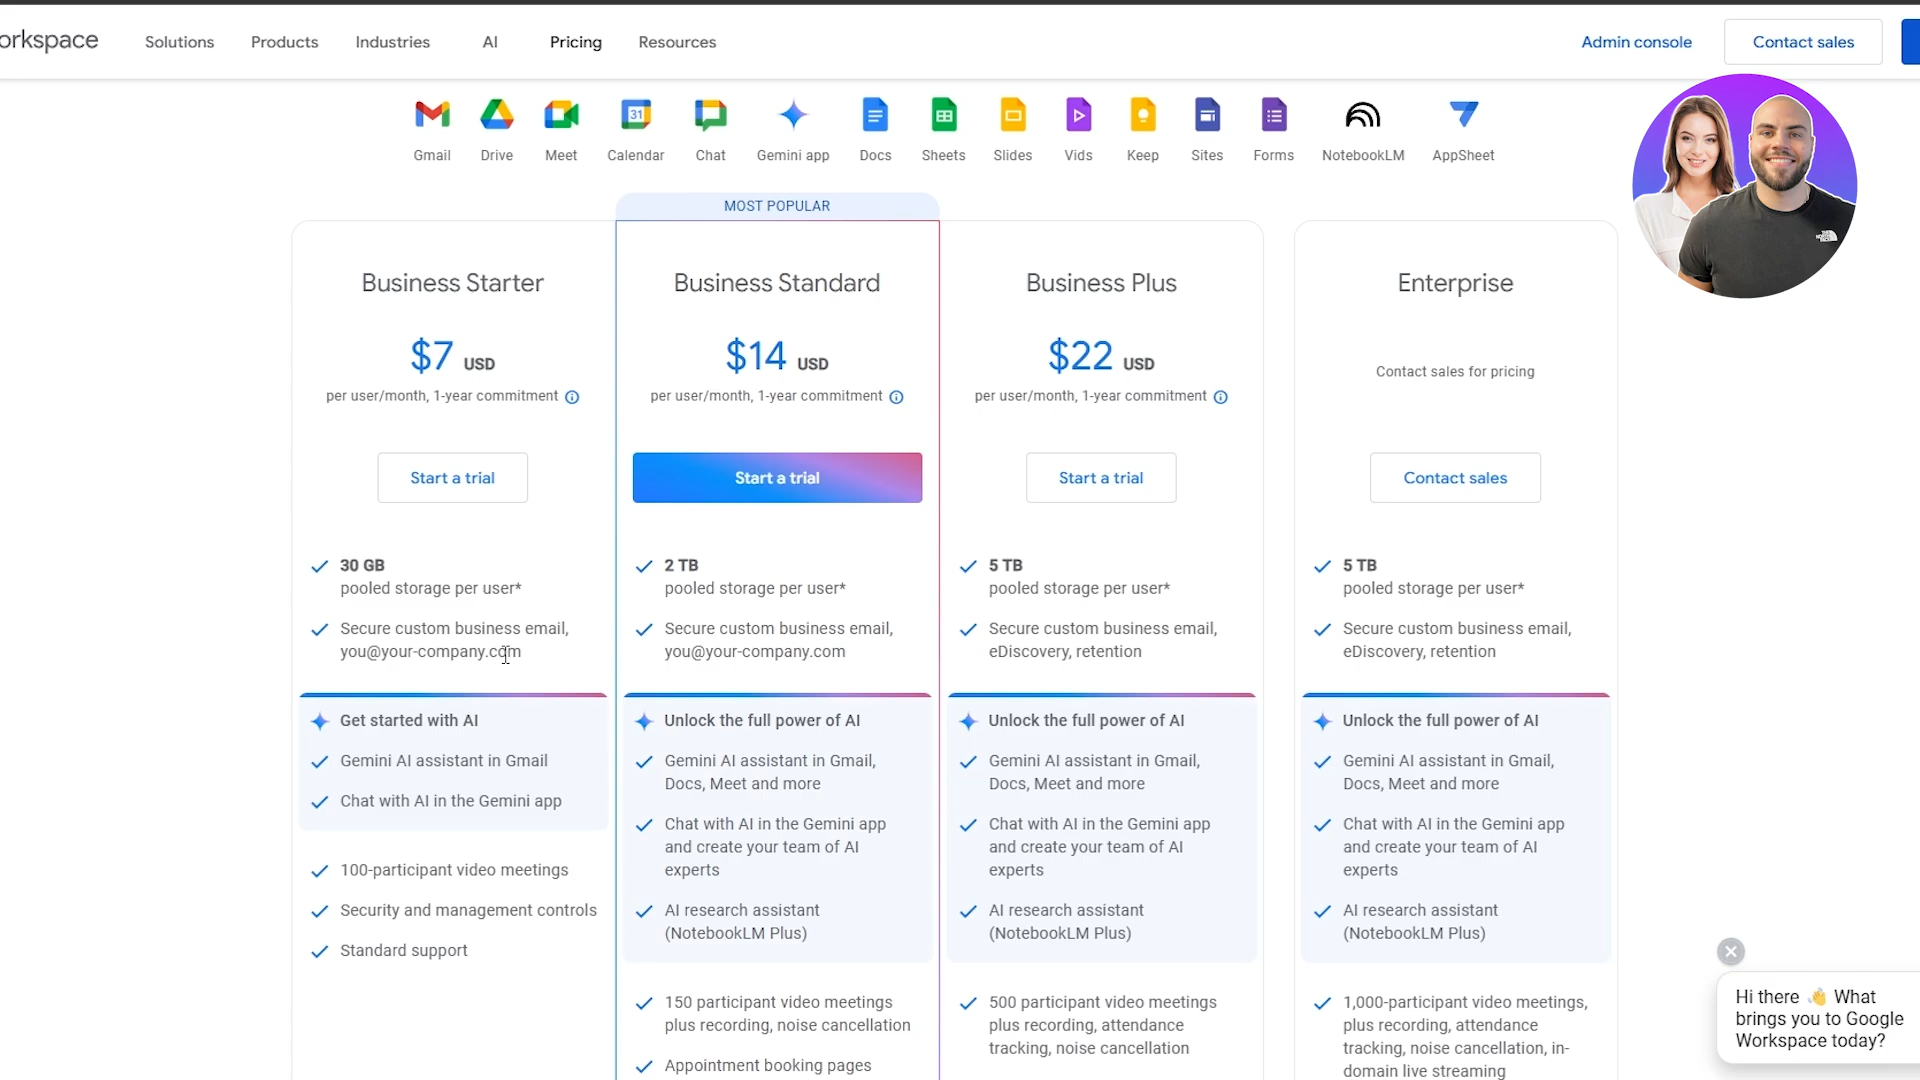 orkspace
Solutions
Products
Industries
AI
Pricing
Resources
Admin console
Contact sales
31
Gmail
Drive
Meet
Calendar
Chat
Gemini app
Docs
Sheets
Slides
Vids
Keep
Sites
Forms
NotebookLM
AppSheet
MOST POPULAR
Business Starter
$7 USD
per user/month, 1-year commitment
Start a trial
30 GB
pooled storage per user*
Secure custom business email,
you@your-company.com
Get started with AI
Gemini AI assistant in Gmail
Chat with AI in the Gemini app
100-participant video meetings
Security and management controls
Standard support
Business Standard
$14 USD
per user/month, 1-year commitment
Start a trial
2 TB
pooled storage per user*
Secure custom business email,
you@your-company.com
Unlock the full power of AI
Gemini AI assistant in Gmail,
Docs, Meet and more
Chat with AI in the Gemini app
and create your team of AI
experts
AI research assistant
(NotebookLM Plus)
150 participant video meetings
plus recording, noise cancellation
Appointment booking pages
Business Plus
$22 USD
per user/month, 1-year commitment
Start a trial
5 TB
pooled storage per user*
Secure custom business email,
eDiscovery, retention
Unlock the full power of AI
Gemini AI assistant in Gmail,
Docs, Meet and more
Chat with AI in the Gemini app
and create your team of AI
experts
AI research assistant
(NotebookLM Plus)
500 participant video meetings
plus recording, attendance
tracking, noise cancellation
Enterprise
Contact sales for pricing
Contact sales
5 TB
pooled storage per user*
Secure custom business email,
eDiscovery, retention
Unlock the full power of AI
Gemini AI assistant in Gmail,
Docs, Meet and more
Chat with AI in the Gemini app
and create your team of AI
experts
AI research assistant
(NotebookLM Plus)
1,000-participant video meetings,
plus recording, attendance
tracking, noise cancellation, in-
domain live streaming
Hi there 👋 What
brings you to Google
Workspace today?